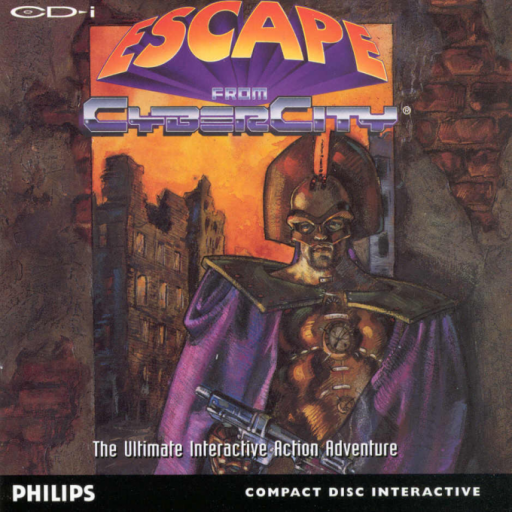 CD-i
ESCAPE
FROM
CYBERCITY®
The Ultimate Interactive Action Adventure
PHILIPS
COMPACT DISC INTERACTIVE